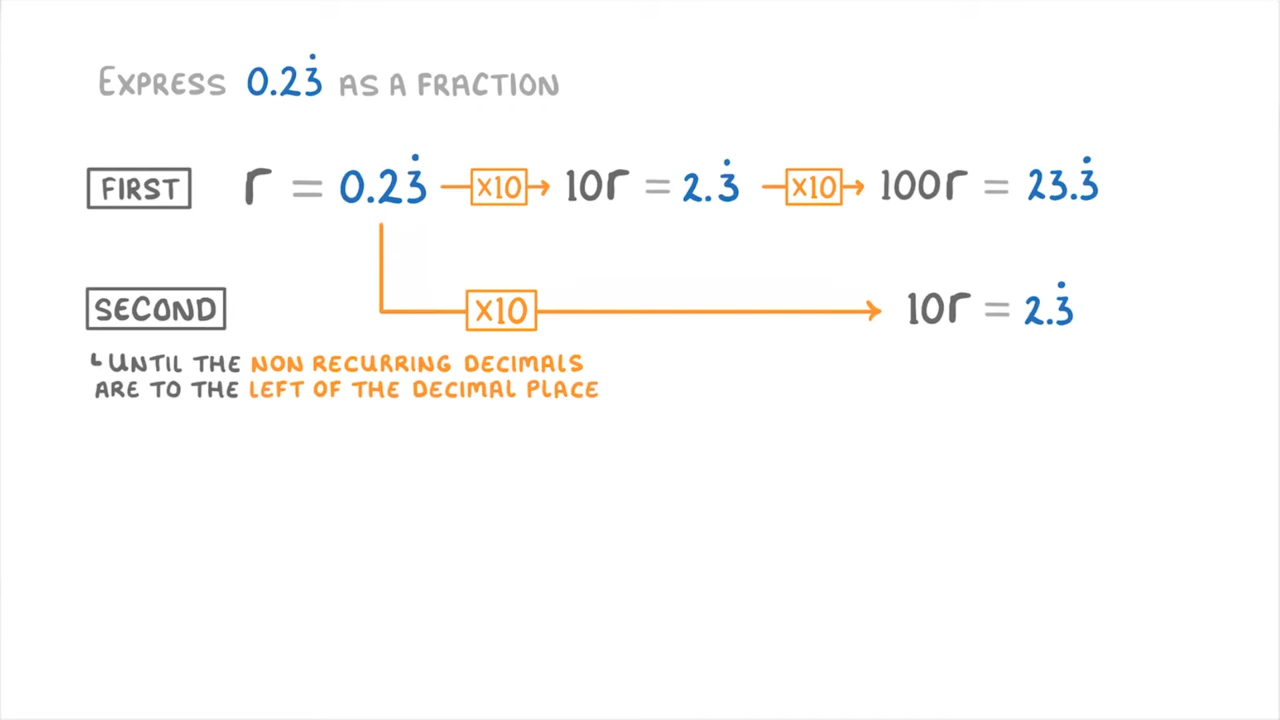 EXPRESS 0.23̇ AS A FRACTION
FIRST r = 0.23̇ ×10 10r = 2.3̇ ×10 100r = 23.3̇
SECOND ×10 10r = 2.3̇
UNTIL THE NON RECURRING DECIMALS
ARE TO THE LEFT OF THE DECIMAL PLACE